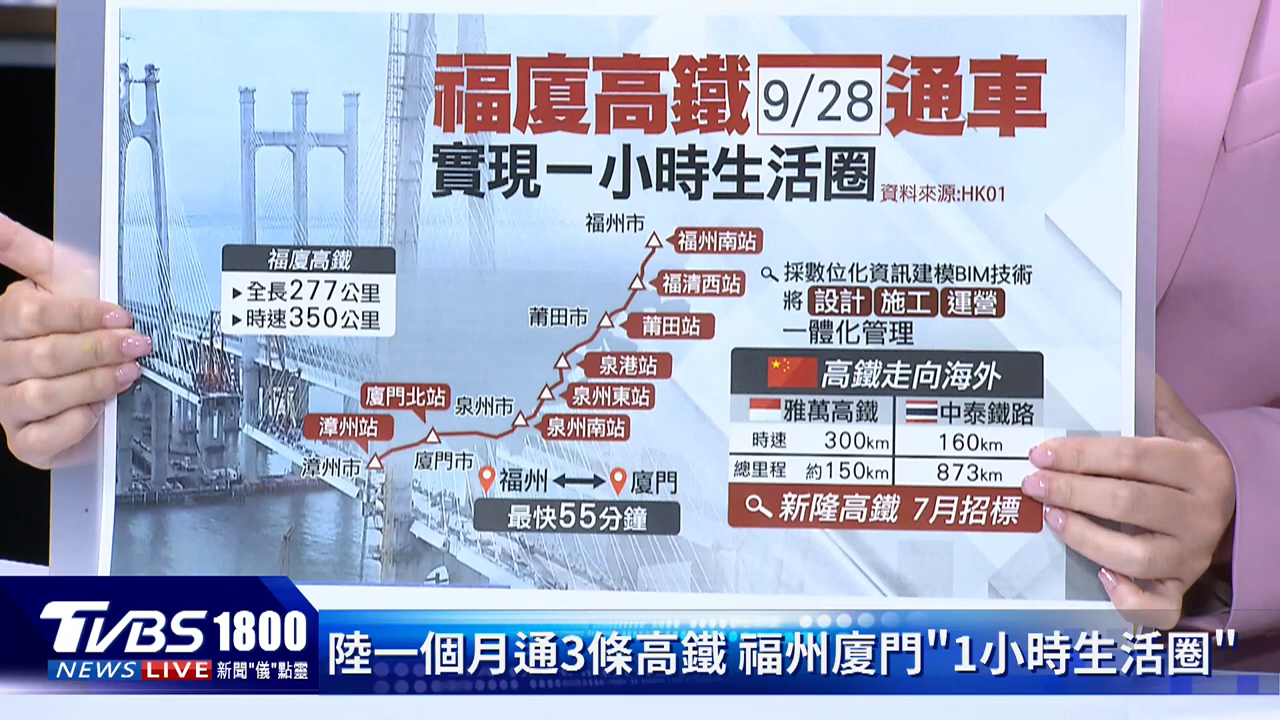 福廈高鐵 9/28 通車
實現一小時生活圈
資料來源:HK01
福廈高鐵
▸全長277公里
▸時速350公里
福州市
福州南站
福清西站
莆田市
莆田站
泉港站
泉州東站
泉州市
泉州南站
廈門北站
廈門市
漳州站
漳州市
福州 ⟷ 廈門
最快55分鐘
採數位化資訊建模BIM技術
將 設計 施工 運營
一體化管理
高鐵走向海外
雅萬高鐵 中泰鐵路
時速 300km 160km
總里程 約150km 873km
新隆高鐵 7月招標
TVBS 1800
NEWS LIVE 新聞"儀"點靈
陸一個月通3條高鐵 福州廈門"1小時生活圈"